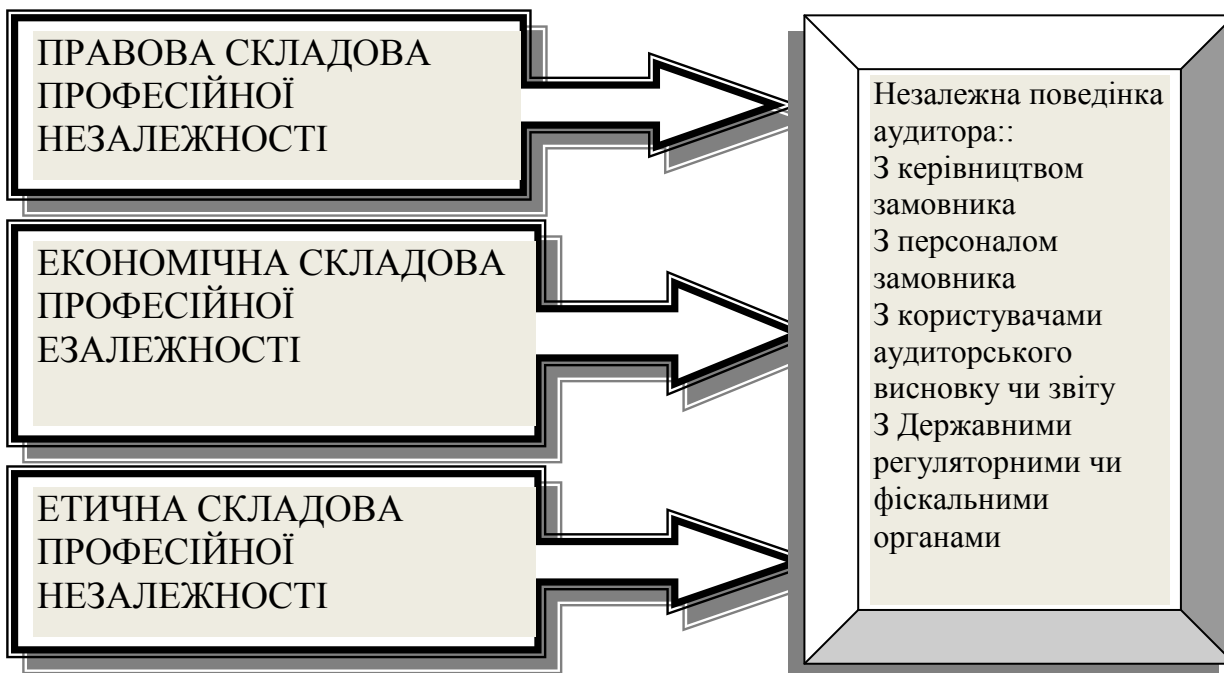 ПРАВОВА СКЛАДОВА
ПРОФЕСІЙНОЇ
НЕЗАЛЕЖНОСТІ
ЕКОНОМІЧНА СКЛАДОВА
ПРОФЕСІЙНОЇ
ЕЗАЛЕЖНОСТІ
ЕТИЧНА СКЛАДОВА
ПРОФЕСІЙНОЇ
НЕЗАЛЕЖНОСТІ
Незалежна поведінка
аудитора::
З керівництвом
замовника
З персоналом
замовника
З користувачами
аудиторського
висновку чи звіту
З Державними
регуляторними чи
фіскальними
органами